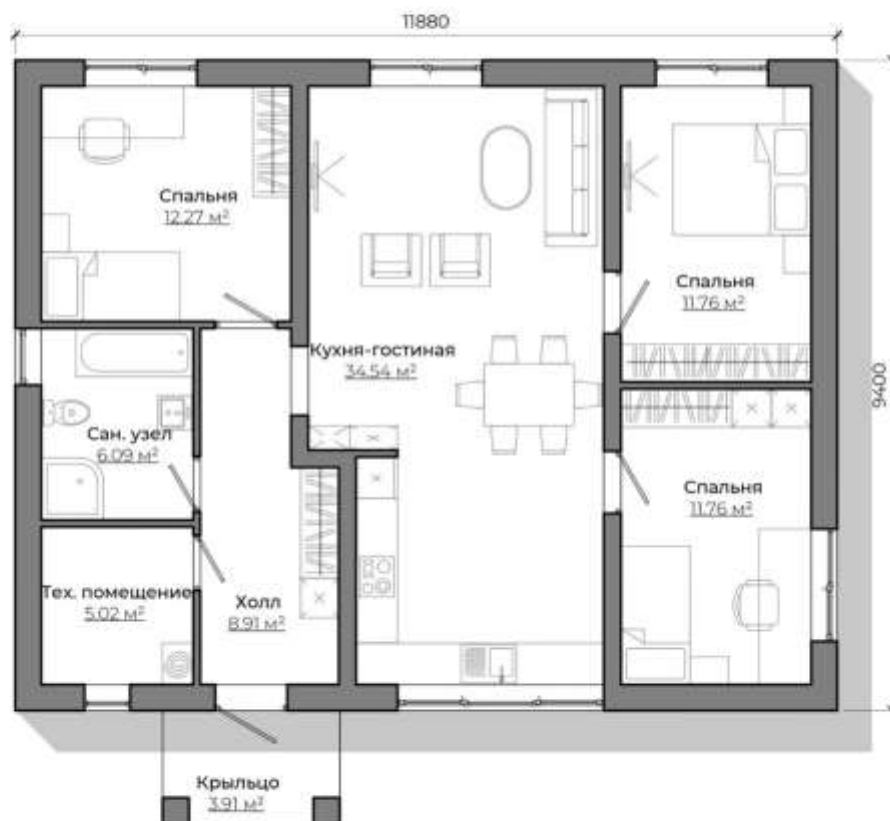 11880
Спальня
12.27 м²
Спальня
11.76 м²
Кухня-гостиная
34.54 м²
9400
Сан. узел
6.09 м²
Спальня
11.76 м²
Тех. помещение
5.02 м²
Холл
8.91 м²
Крыльцо
3.91 м²